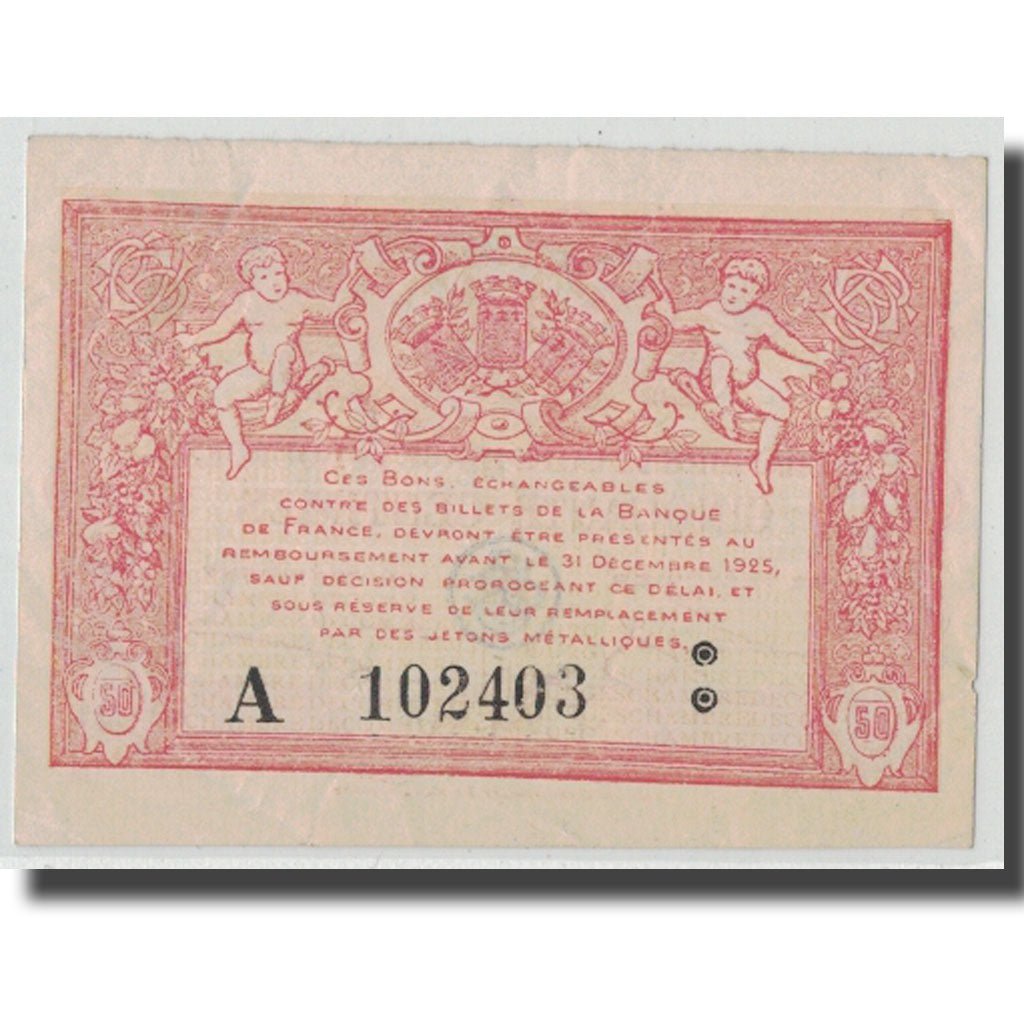 CES BONS, ÉCHANGEABLES
CONTRE DES BILLETS DE LA BANQUE
DE FRANCE, DEVRONT ÊTRE PRÉSENTÉS AU
REMBOURSEMENT AVANT LE 31 DÉCEMBRE 1925,
SAUF DÉCISION PROROGEANT CE DÉLAI, ET
SOUS RÉSERVE DE LEUR REMPLACEMENT
PAR DES JETONS MÉTALLIQUES.
A 102403
50 50